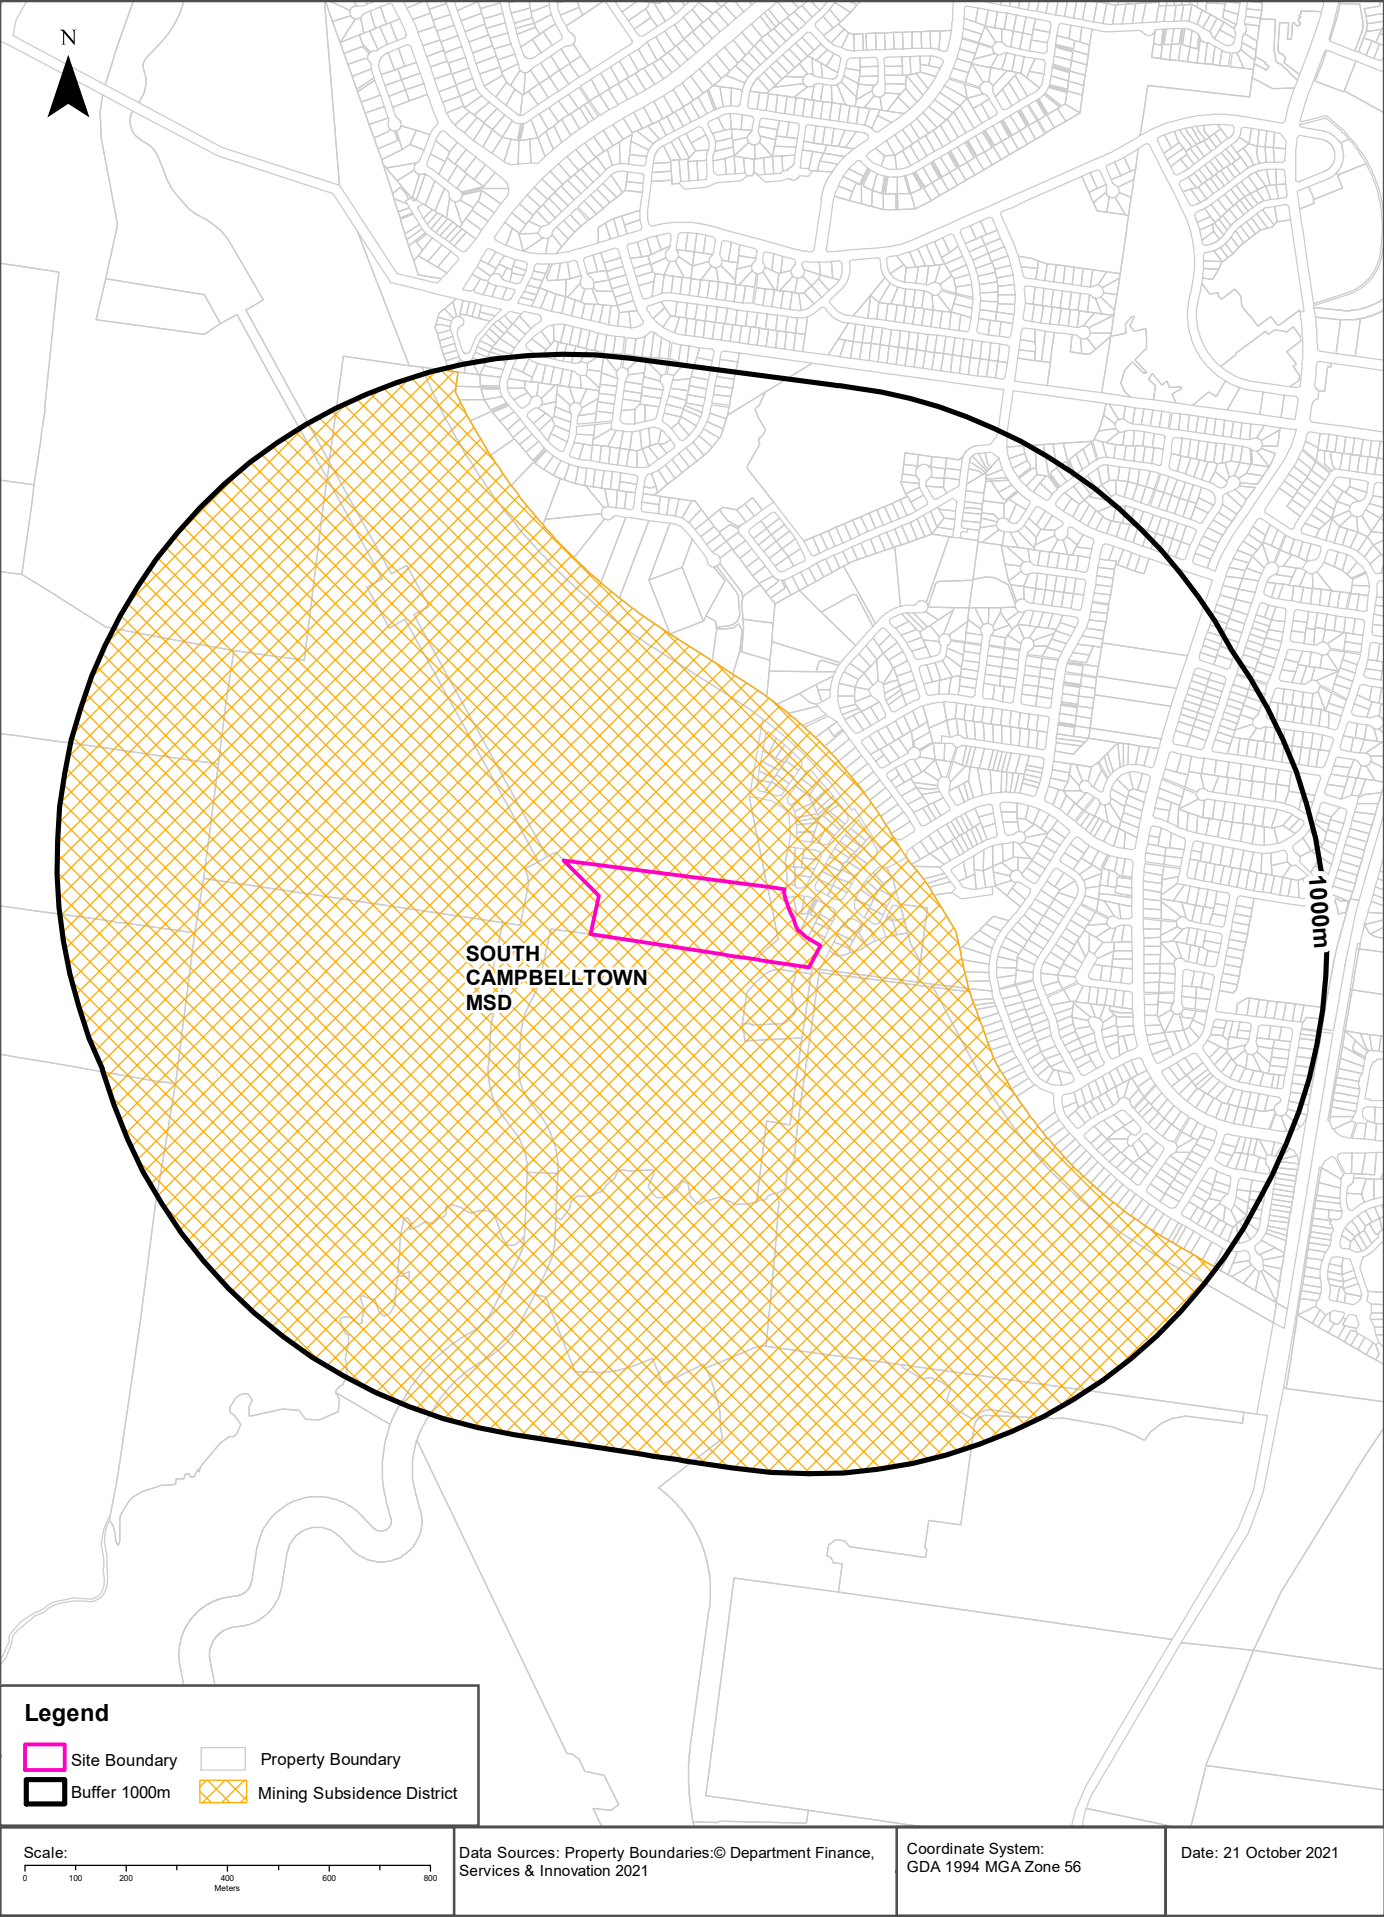 N
1000m
SOUTH
CAMPBELLTOWN
MSD
Legend
Site Boundary
Property Boundary
Buffer 1000m
Mining Subsidence District
Scale:
0 100 200 400 600 800
Meters
Data Sources: Property Boundaries:© Department Finance,
Services & Innovation 2021
Coordinate System:
GDA 1994 MGA Zone 56
Date: 21 October 2021